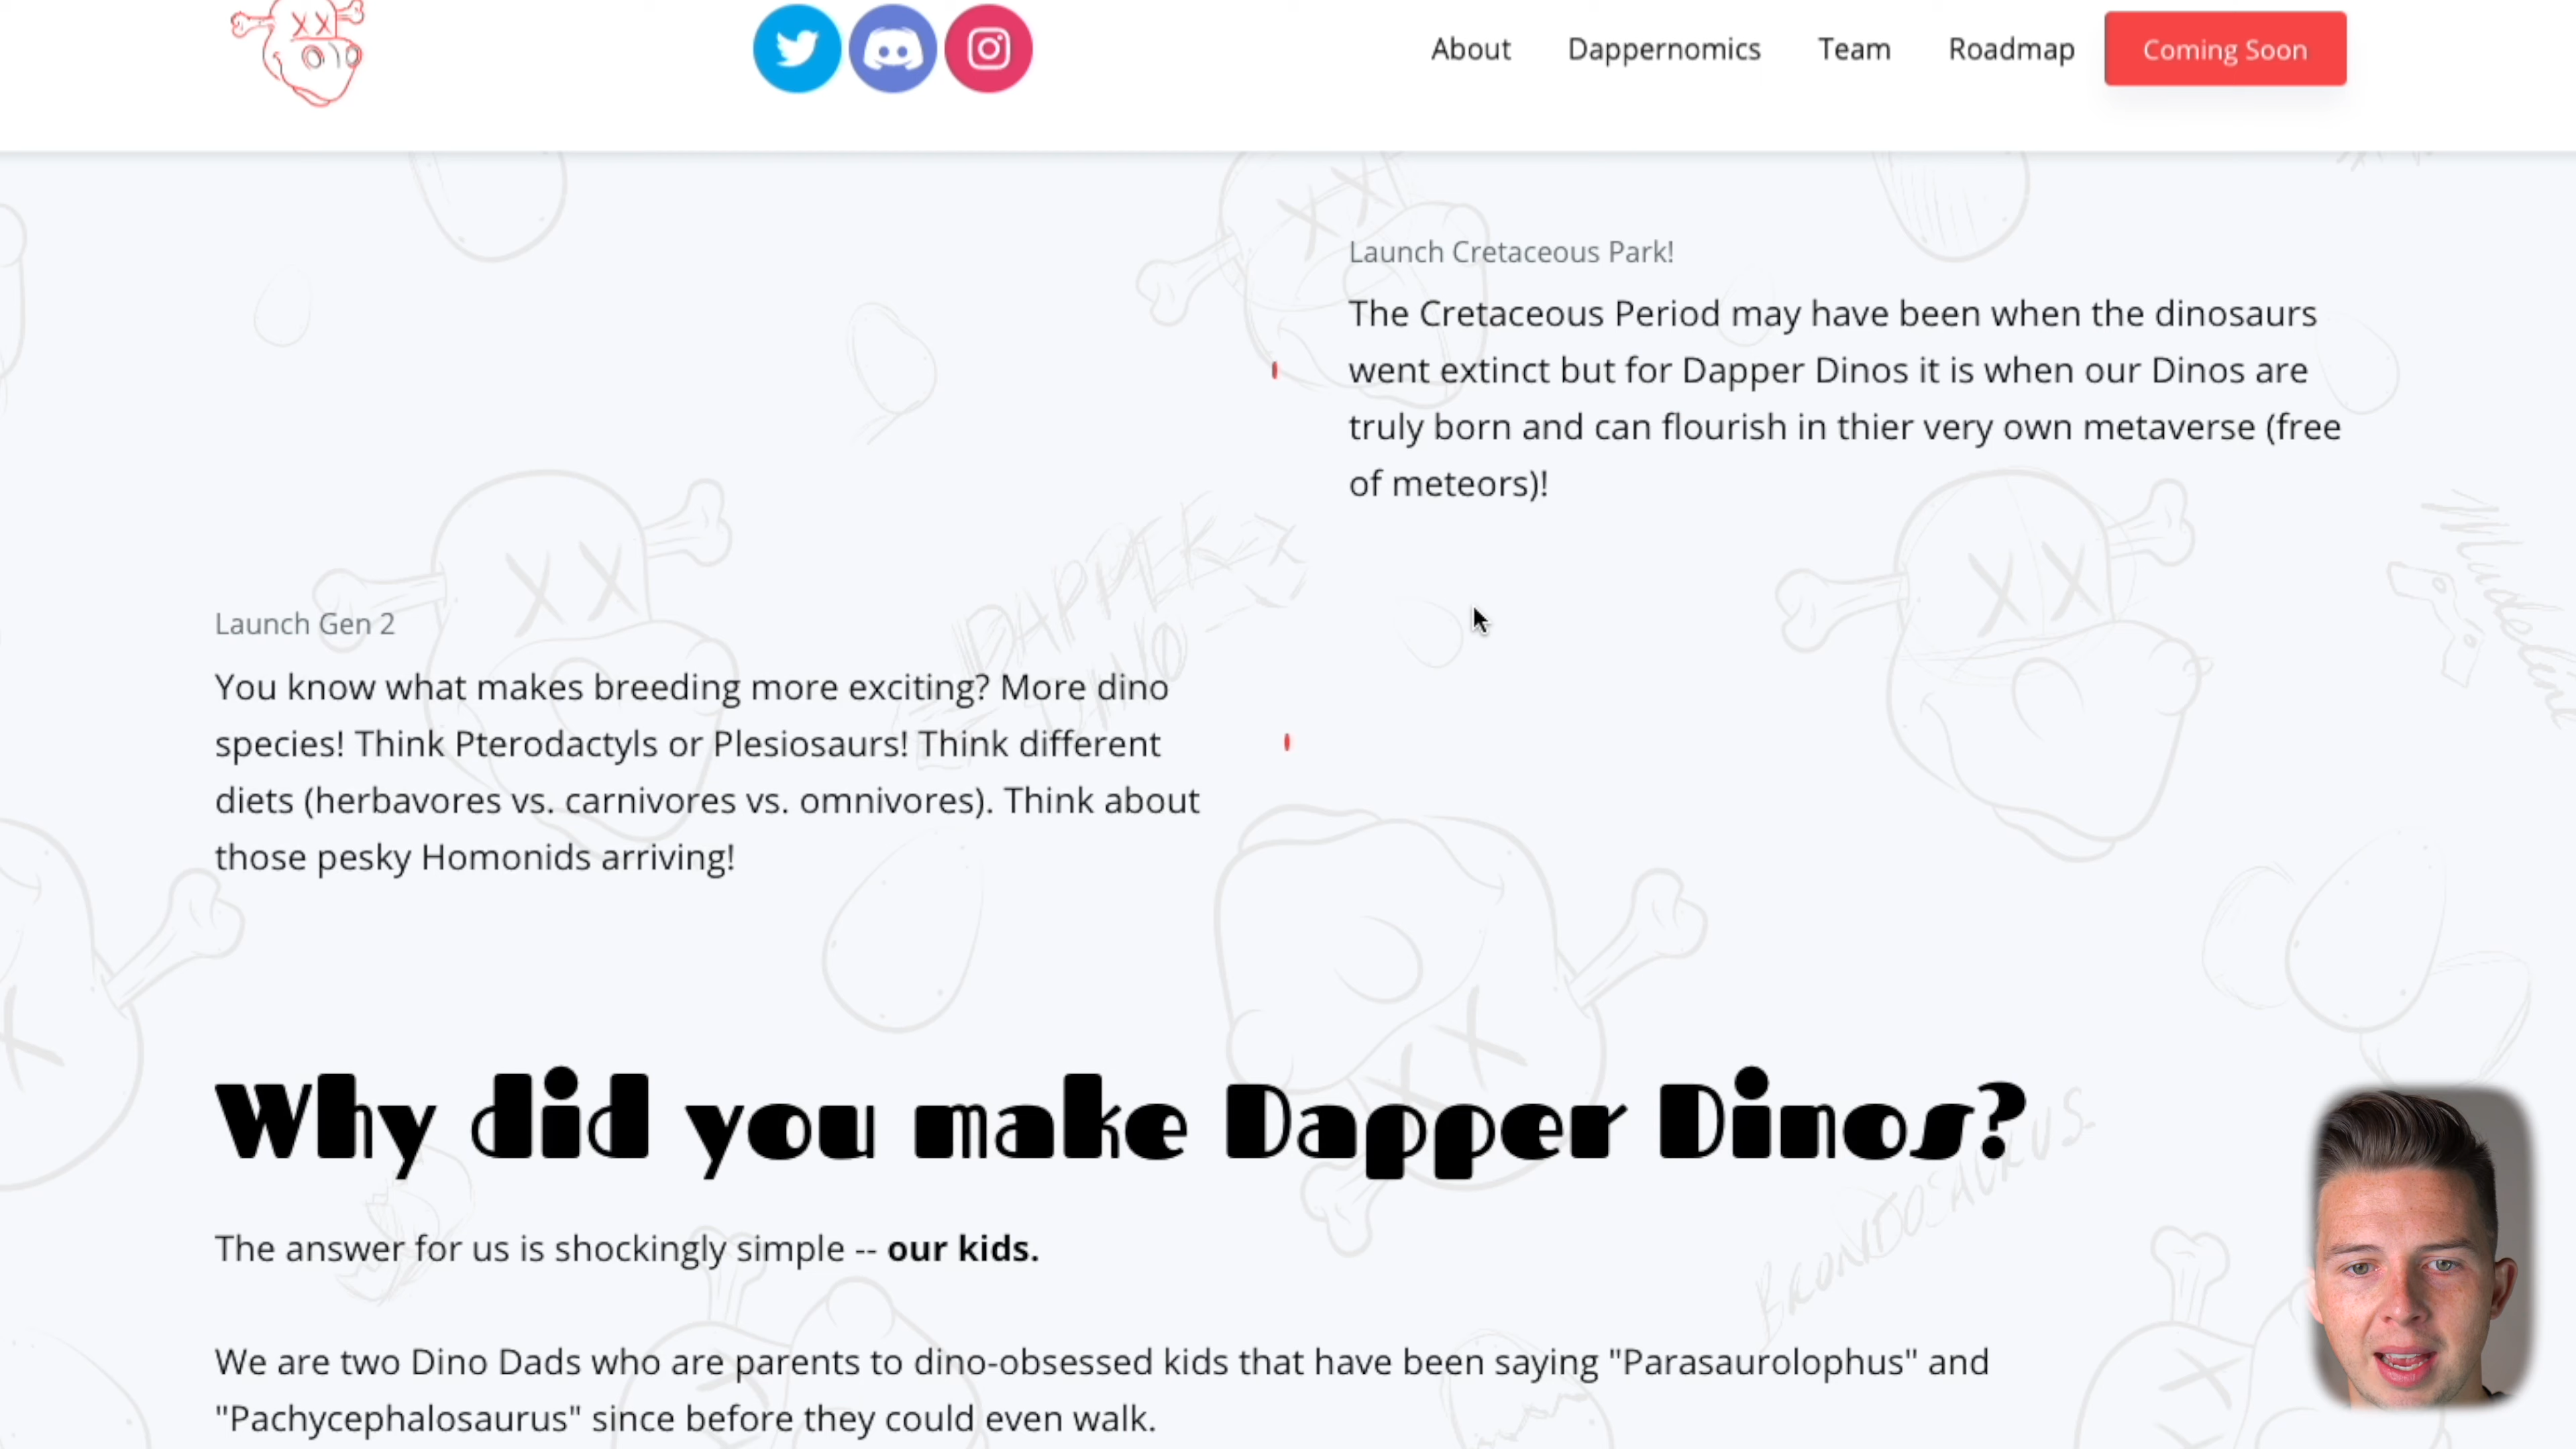 About Dappernomics Team Roadmap Coming Soon
Launch Cretaceous Park!
The Cretaceous Period may have been when the dinosaurs
went extinct but for Dapper Dinos it is when our Dinos are
truly born and can flourish in thier very own metaverse (free
of meteors)!
DAPPER
DINO
Launch Gen 2
You know what makes breeding more exciting? More dino
species! Think Pterodactyls or Plesiosaurs! Think different
diets (herbavores vs. carnivores vs. omnivores). Think about
those pesky Homonids arriving!
Why did you make Dapper Dinos?
BRONTOSAURUS
The answer for us is shockingly simple -- our kids.
We are two Dino Dads who are parents to dino-obsessed kids that have been saying "Parasaurolophus" and
"Pachycephalosaurus" since before they could even walk.